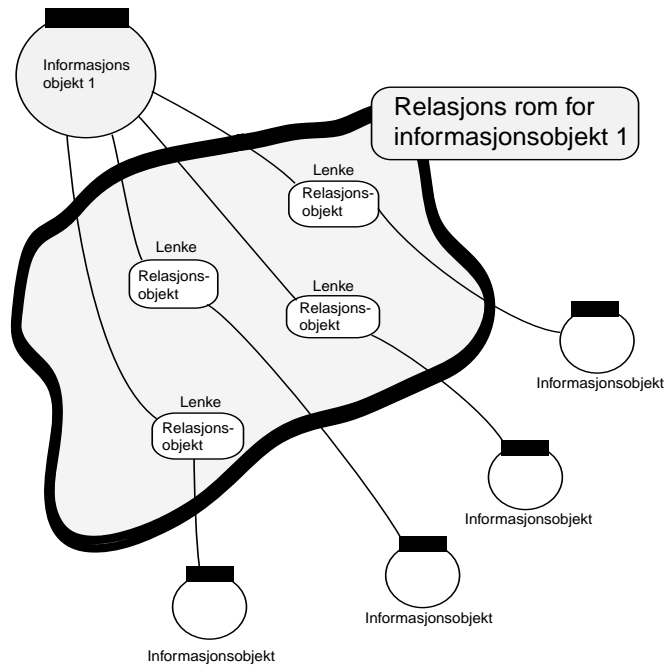 Informasjons
objekt 1
Relasjons rom for
informasjonsobjekt 1
Lenke
Relasjons-
objekt
Lenke
Relasjons-
objekt
Lenke
Relasjons-
objekt
Lenke
Relasjons-
objekt
Informasjonsobjekt
Informasjonsobjekt
Informasjonsobjekt
Informasjonsobjekt